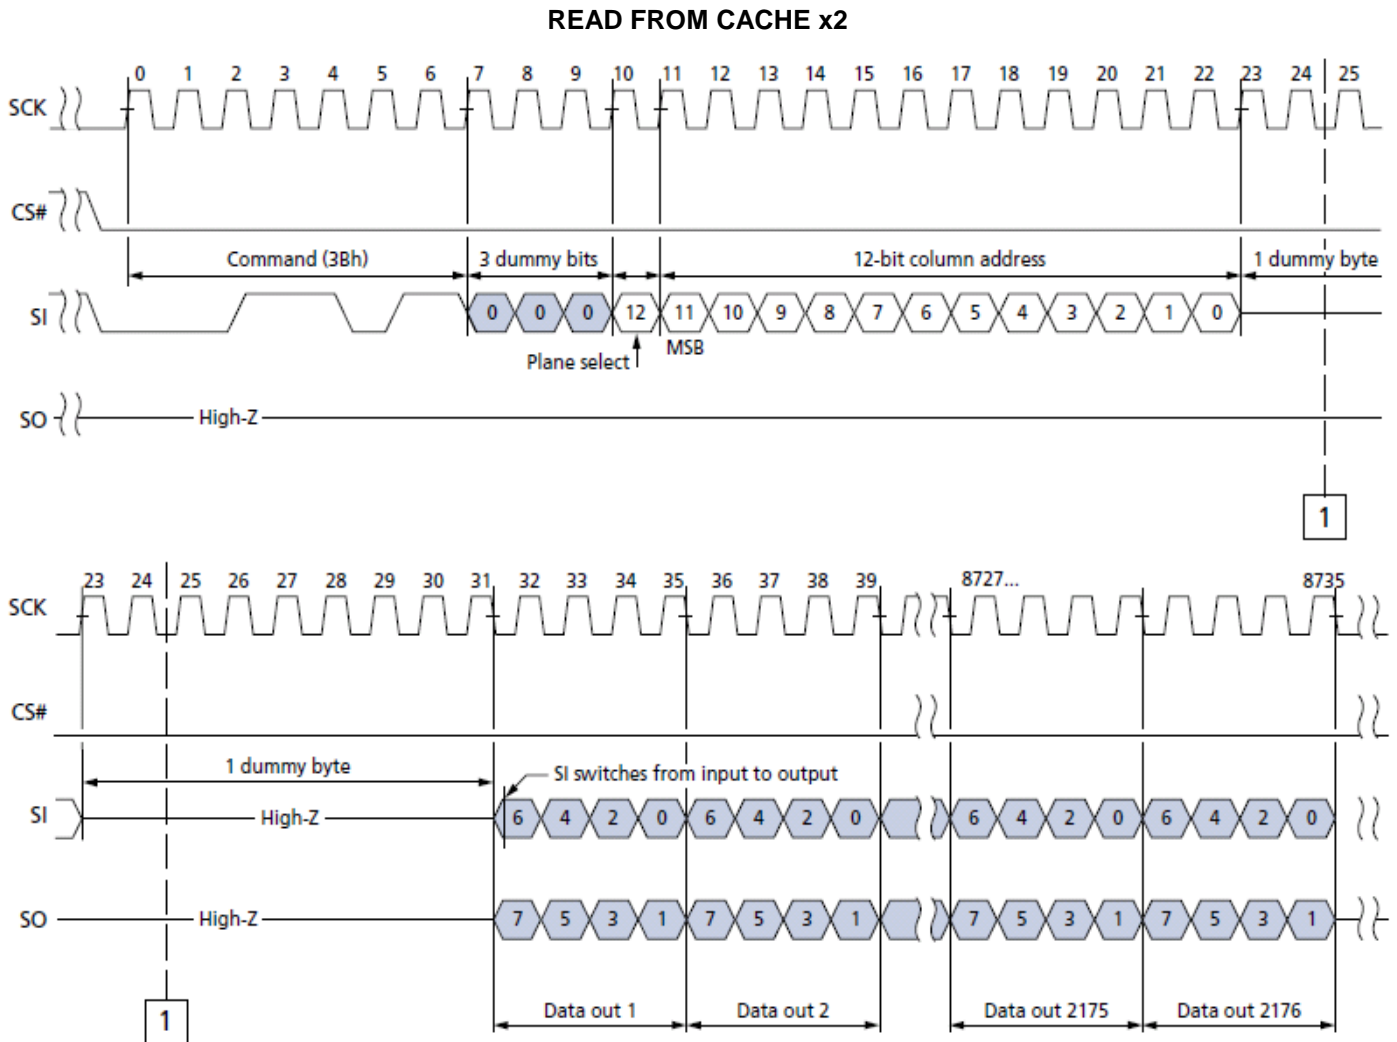 READ FROM CACHE x2
0 1 2 3 4 5 6 7 8 9 10 11 12 13 14 15 16 17 18 19 20 21 22 23 24 25
SCK
CS#
Command (3Bh) 3 dummy bits 12-bit column address 1 dummy byte
SI 0 0 0 12 11 10 9 8 7 6 5 4 3 2 1 0
Plane select MSB
SO High-Z
1
23 24 25 26 27 28 29 30 31 32 33 34 35 36 37 38 39 8727... 8735
SCK
CS#
1 dummy byte SI switches from input to output
SI High-Z 6 4 2 0 6 4 2 0 6 4 2 0 6 4 2 0
SO High-Z 7 5 3 1 7 5 3 1 7 5 3 1 7 5 3 1
1 Data out 1 Data out 2 Data out 2175 Data out 2176